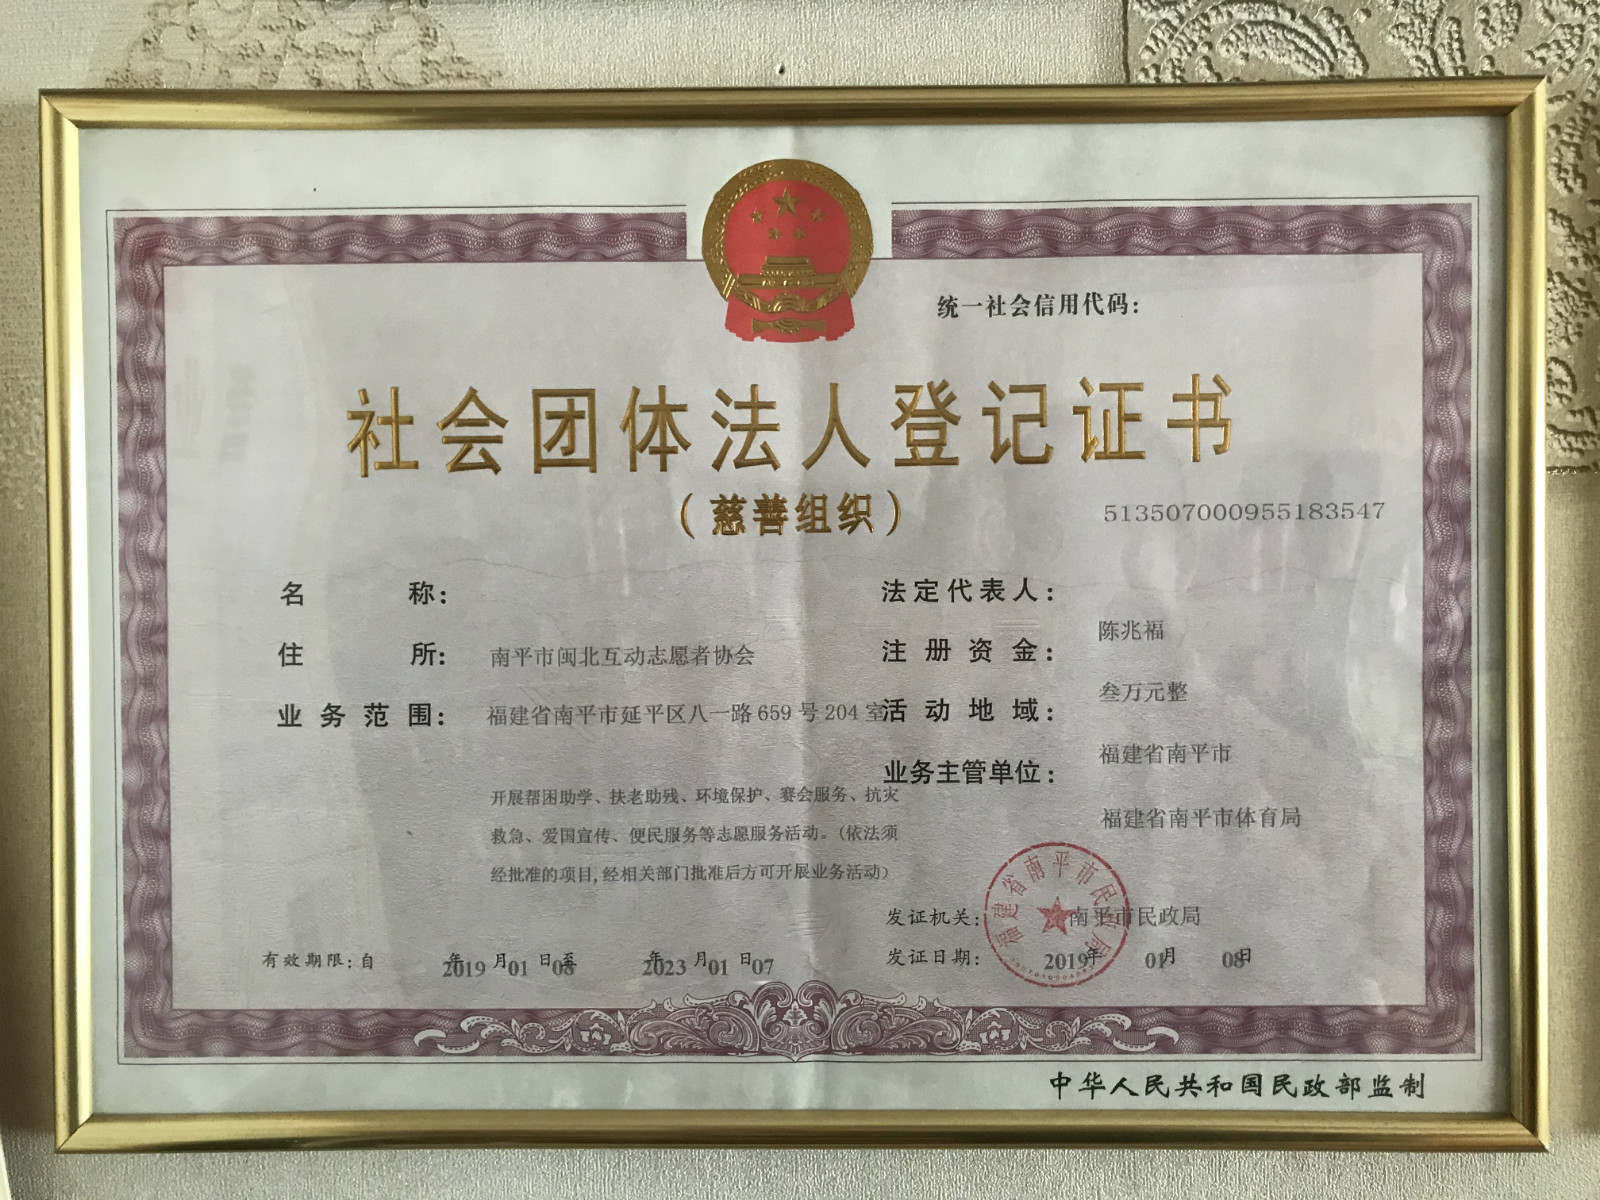 统一社会信用代码：
社会团体法人登记证书
（慈善组织）
513507000955183547
名称：
法定代表人：
陈兆福
住所：
南平市闽北互动志愿者协会
注册资金：
叁万元整
业务范围：
福建省南平市延平区八一路659号204室
活动地域：
福建省南平市
业务主管单位：
福建省南平市体育局
开展帮困助学、扶老助残、环境保护、赛会服务、抗灾
救急、爱国宣传、便民服务等志愿服务活动。(依法须
经批准的项目,经相关部门批准后方可开展业务活动)
发证机关：
南平市民政局
福建省南平市民政局
有效期限：自2019年01月08日至2023年01月07日
发证日期：2019年01月08日
中华人民共和国民政部监制